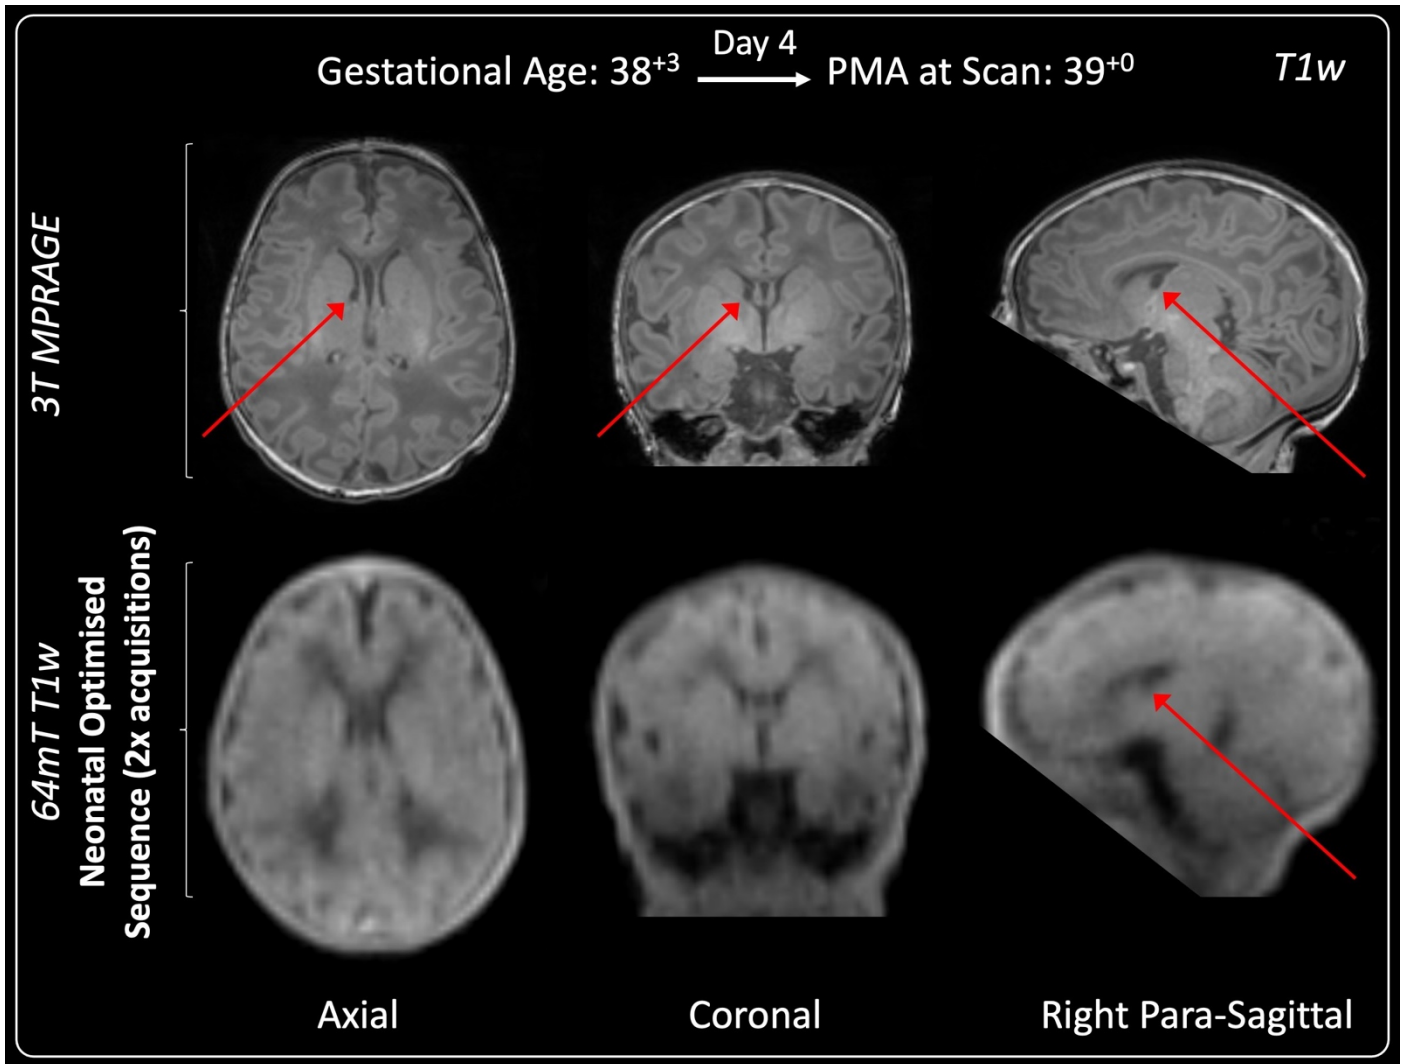 Day 4
Gestational Age: 38+3 PMA at Scan: 39+0
T1w
3T MPRAGE
64mT T1w
Neonatal Optimised
Sequence (2x acquisitions)
Axial
Coronal
Right Para-Sagittal